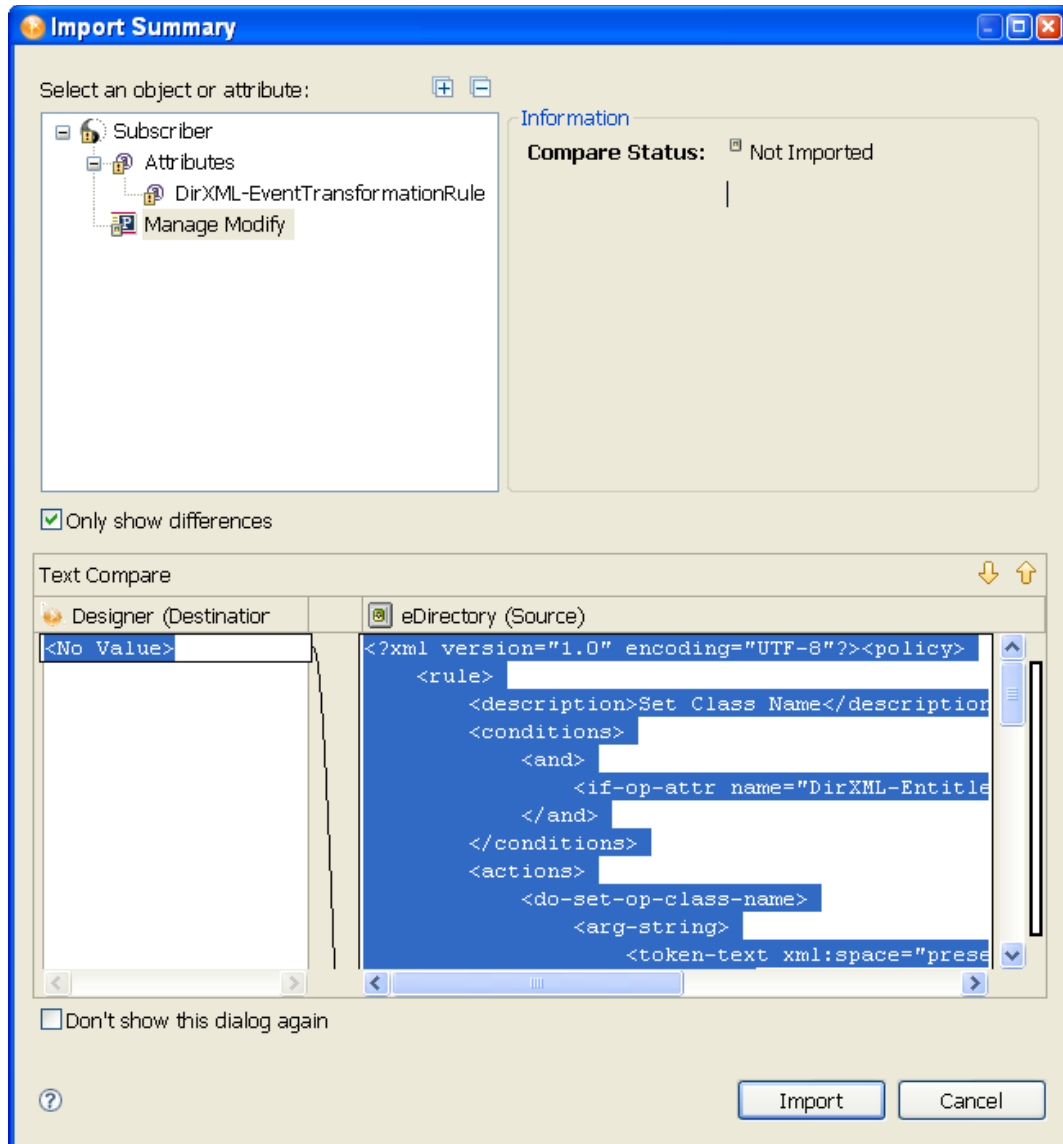 Import Summary
Select an object or attribute:
Subscriber
Attributes
DirXML-EventTransformationRule
Manage Modify
Information
Compare Status: Not Imported
Only show differences
Text Compare
Designer (Destination
eDirectory (Source)
<No Value>
<?xml version="1.0" encoding="UTF-8"?><policy>
<rule>
<description>Set Class Name</description
<conditions>
<and>
<if-op-attr name="DirXML-Entitle
</and>
</conditions>
<actions>
<do-set-op-class-name>
<arg-string>
<token-text xml:space="prese
Don't show this dialog again
Import
Cancel